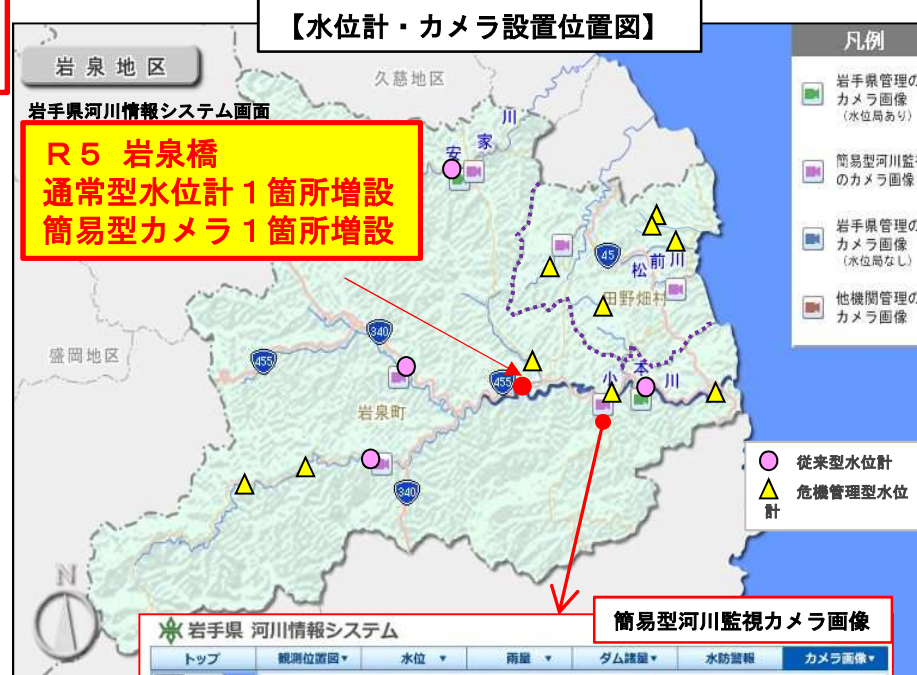 【水位計・カメラ設置位置図】
岩泉地区
岩手県河川情報システム画面
Ｒ５ 岩泉橋
通常型水位計１箇所増設
簡易型カメラ１箇所増設
久慈地区
安家川
盛岡地区
岩泉町
田野畑村
松前川
小本川
45
340
455
455
340
N
凡例
岩手県管理の
カメラ画像
（水位局あり）
簡易型河川監視
のカメラ画像
岩手県管理の
カメラ画像
（水位局なし）
他機関管理の
カメラ画像
従来型水位計
危機管理型水位
計
簡易型河川監視カメラ画像
岩手県 河川情報システム
トップ 観測位置図▼ 水位 ▼ 雨量 ▼ ダム諸量▼ 水防警報 カメラ画像▼